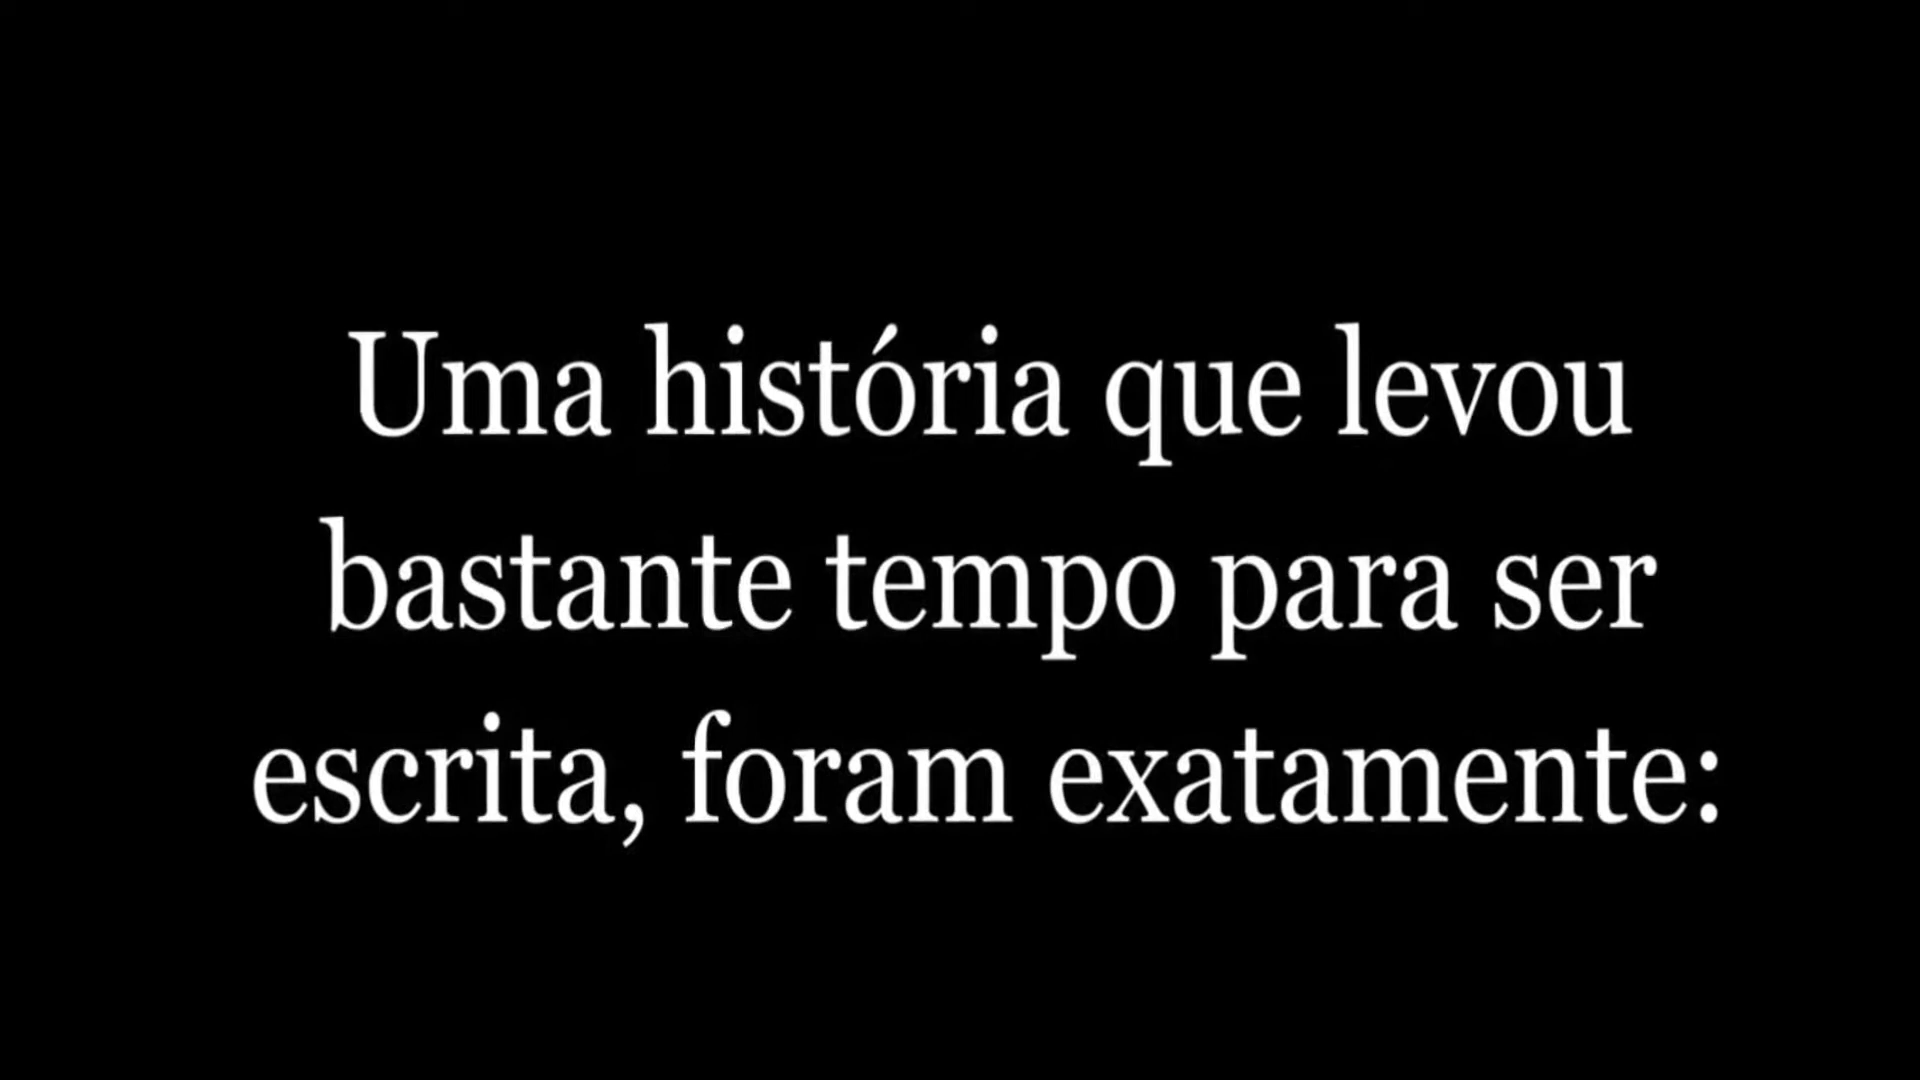 Uma história que levou
bastante tempo para ser
escrita, foram exatamente: